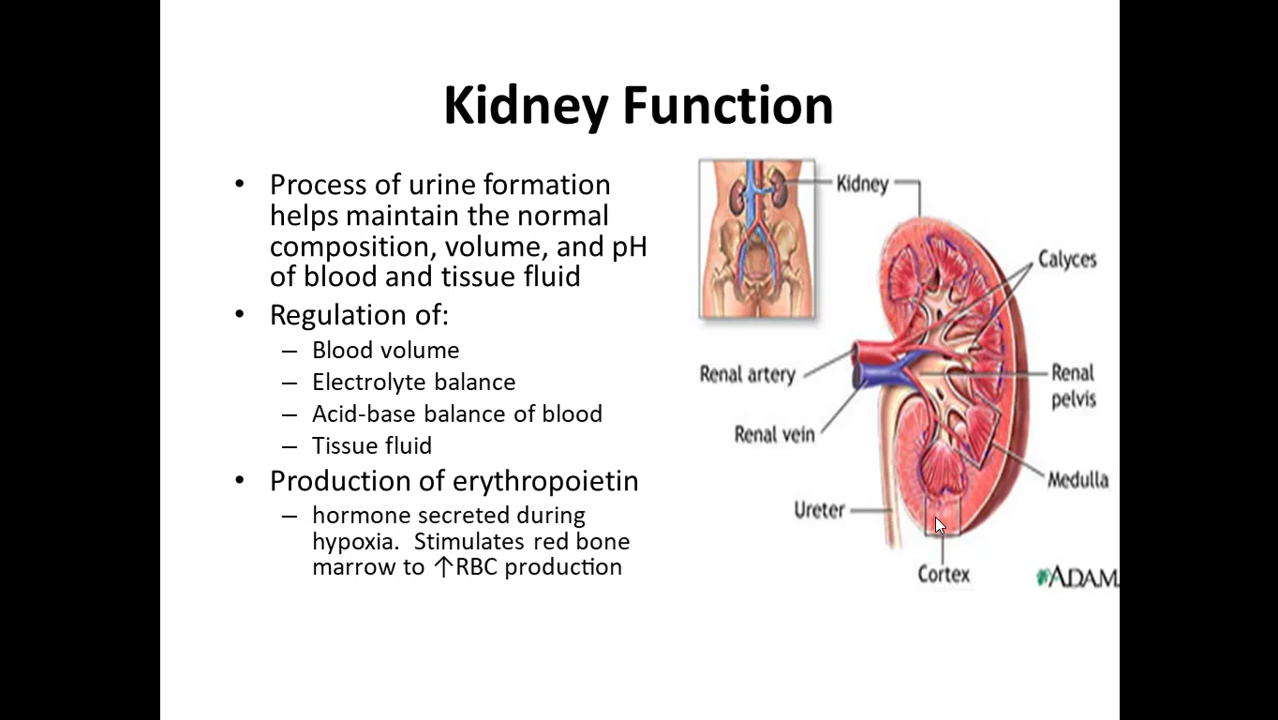 Kidney Function
• Process of urine formation
helps maintain the normal
composition, volume, and pH
of blood and tissue fluid
• Regulation of:
– Blood volume
– Electrolyte balance
– Acid-base balance of blood
– Tissue fluid
• Production of erythropoietin
– hormone secreted during
hypoxia.  Stimulates red bone
marrow to ↑RBC production
Kidney
Calyces
Renal artery
Renal
pelvis
Renal vein
Medulla
Ureter
Cortex
ADAM.